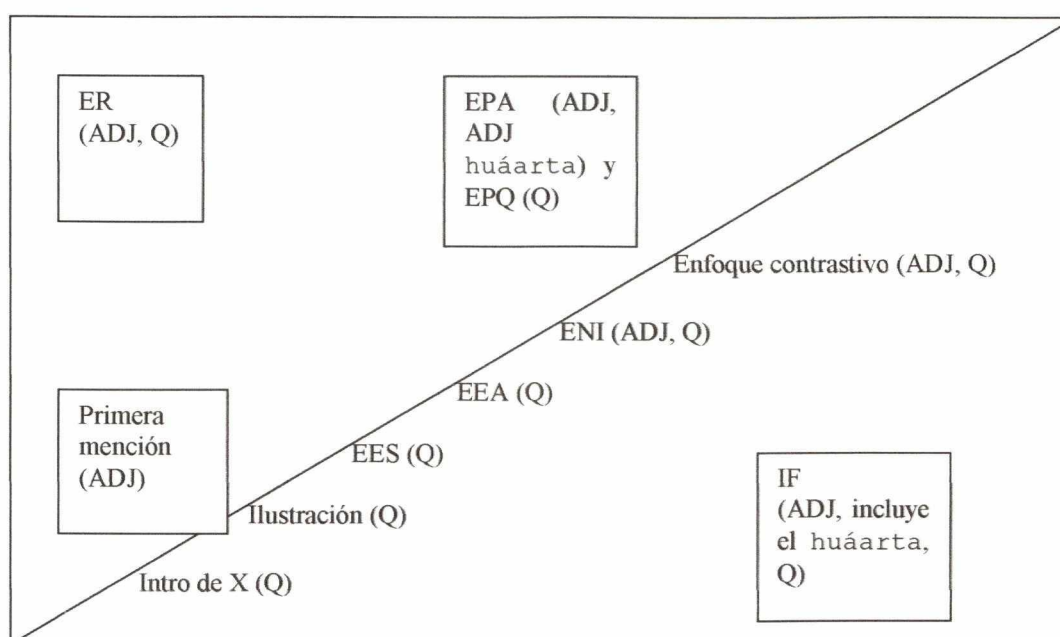 ER
(ADJ, Q)
EPA (ADJ,
ADJ
huáarta) y
EPQ (Q)
Enfoque contrastivo (ADJ, Q)
ENI (ADJ, Q)
EEA (Q)
Primera
mención
(ADJ)
EES (Q)
Ilustración (Q)
IF
(ADJ, incluye
el huáarta,
Q)
Intro de X (Q)